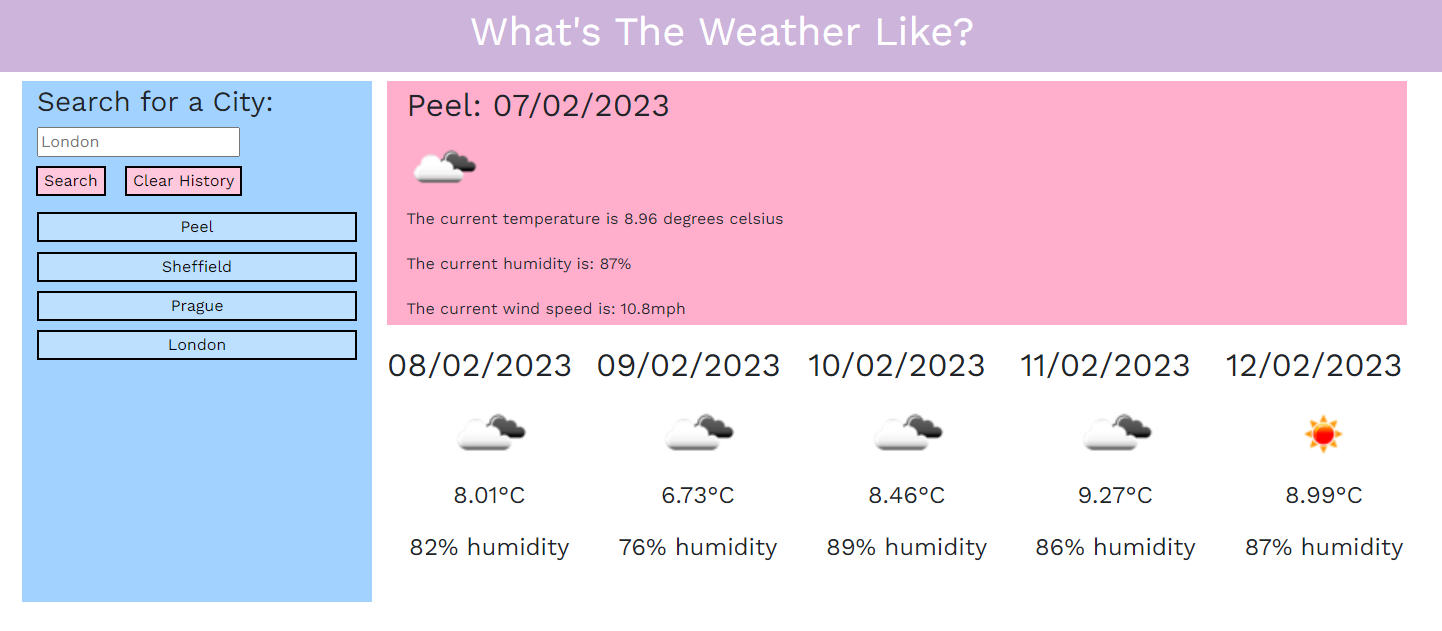 What's The Weather Like?
Search for a City:
London
Search
Clear History
Peel
Sheffield
Prague
London
Peel: 07/02/2023
The current temperature is 8.96 degrees celsius
The current humidity is: 87%
The current wind speed is: 10.8mph
08/02/2023 09/02/2023 10/02/2023 11/02/2023 12/02/2023
8.01°C 6.73°C 8.46°C 9.27°C 8.99°C
82% humidity 76% humidity 89% humidity 86% humidity 87% humidity